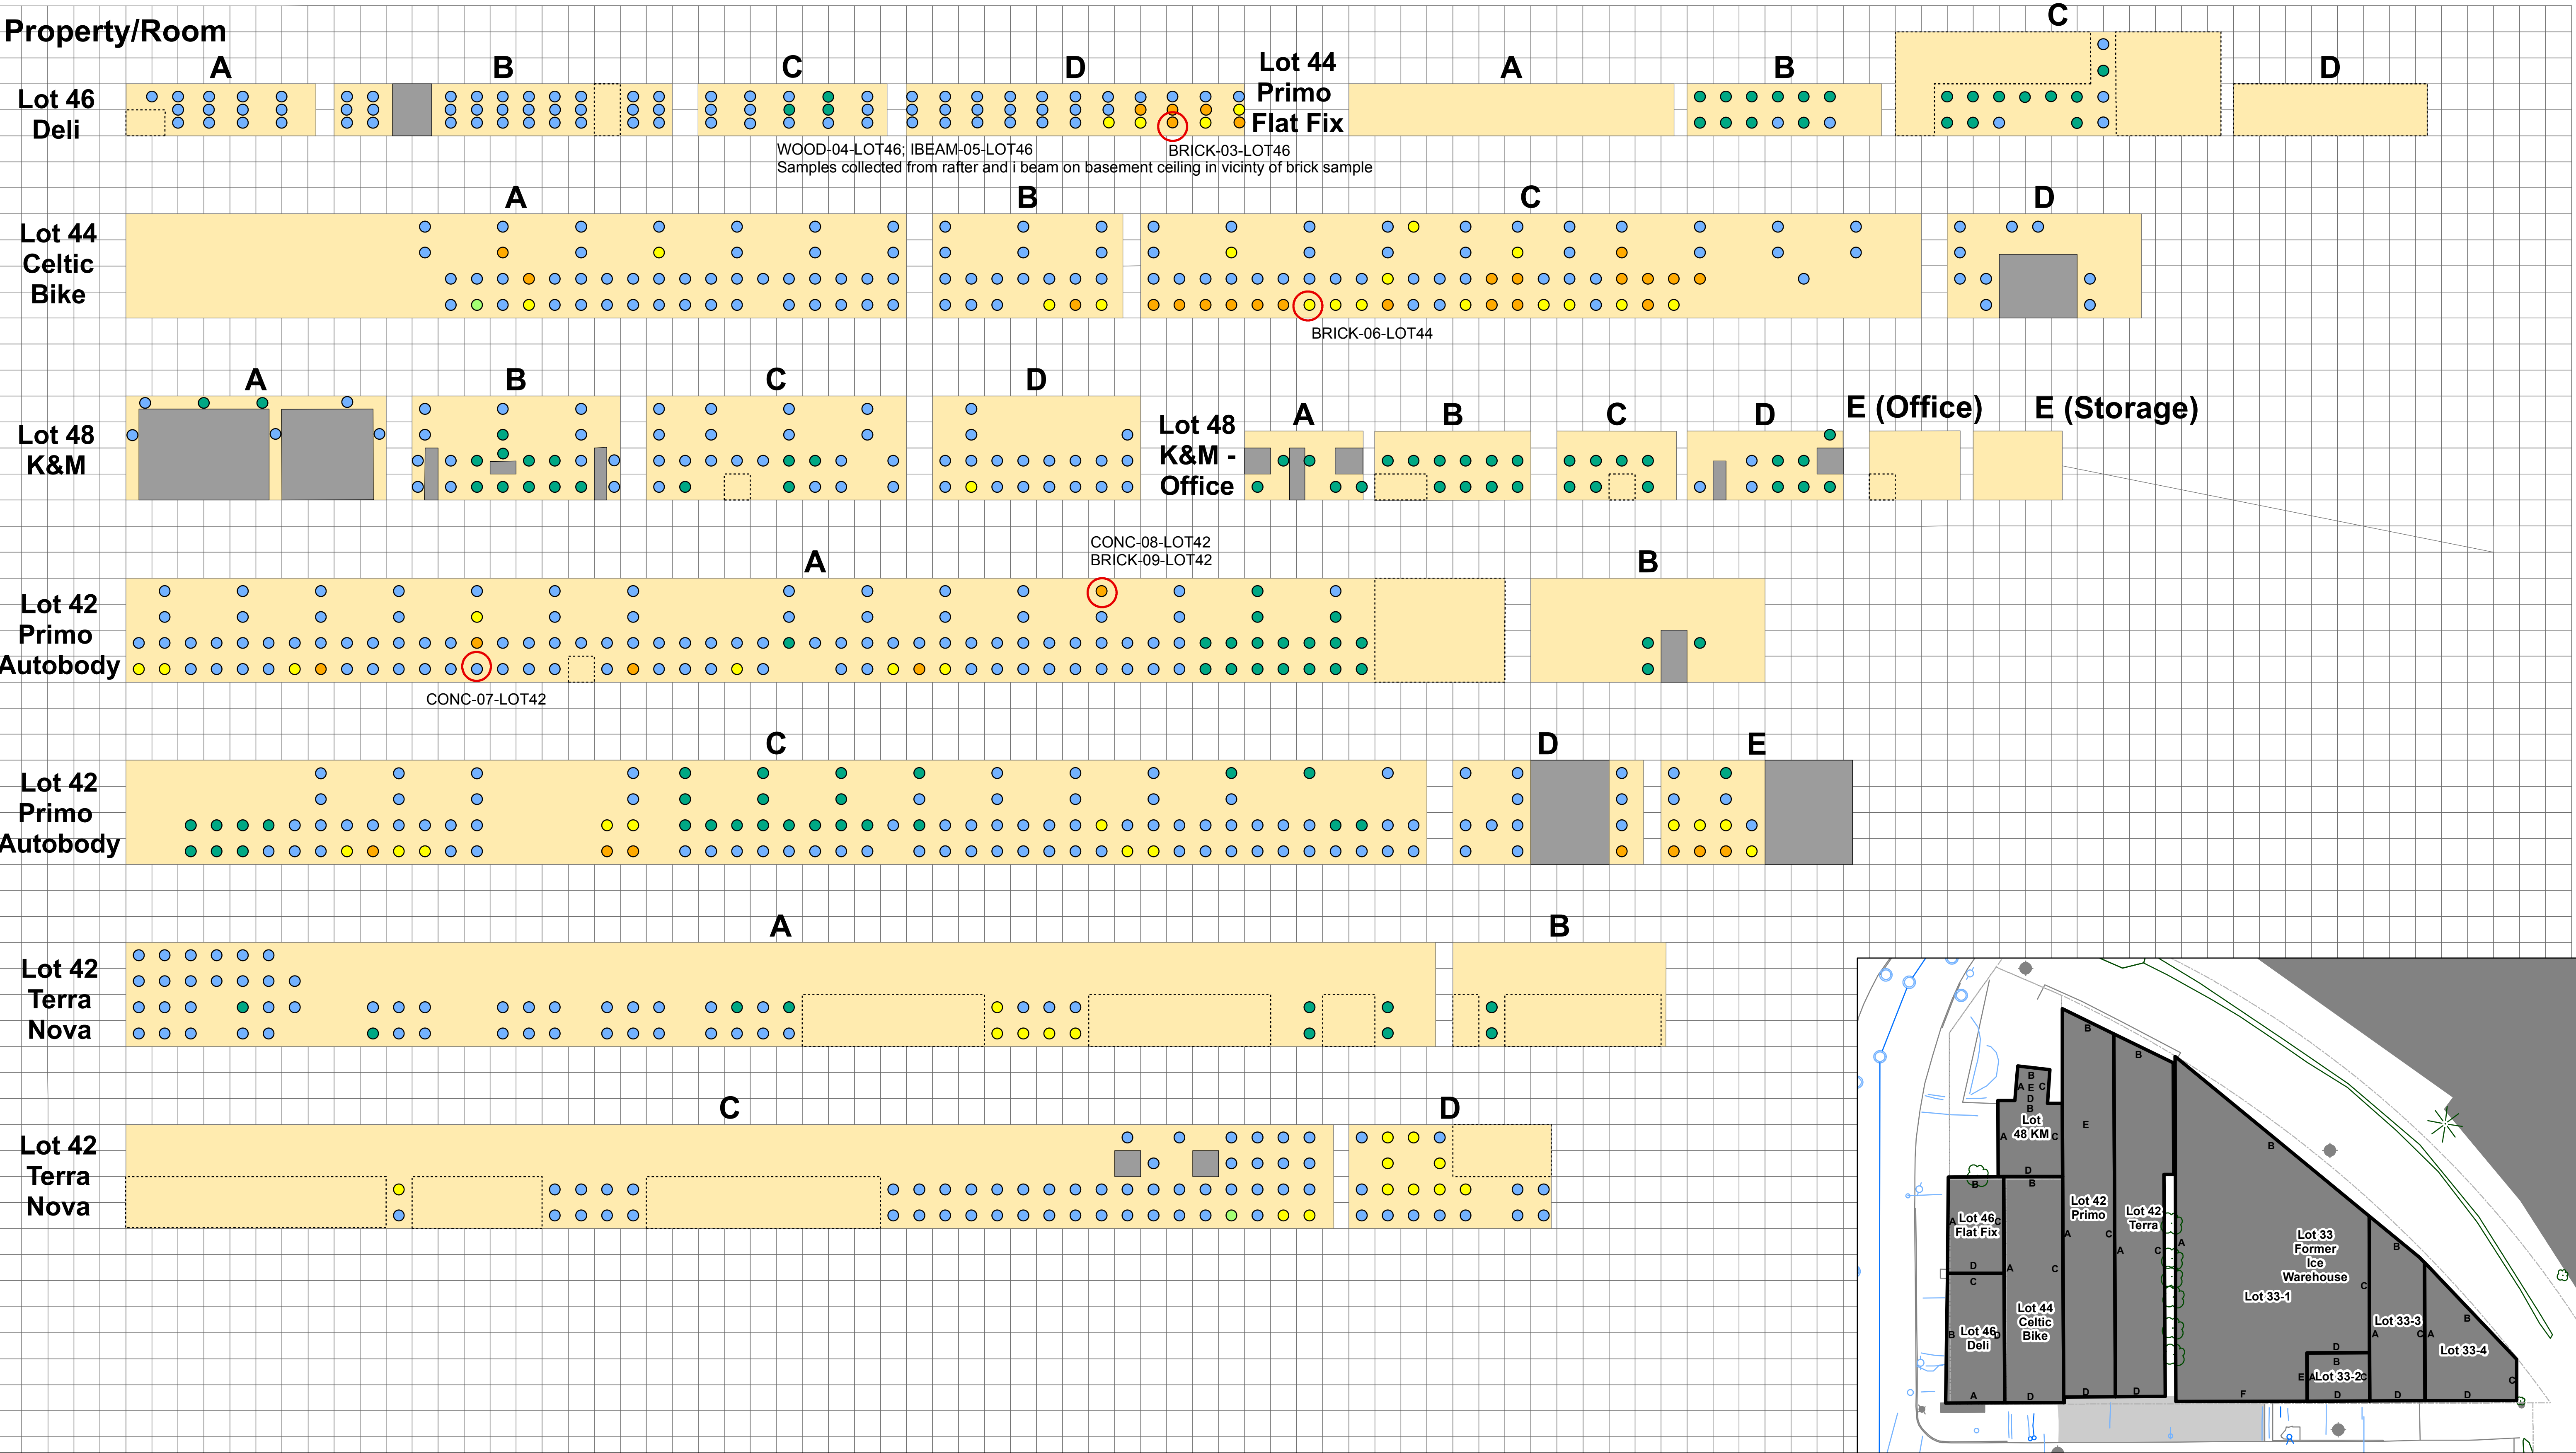 Property/Room
Lot 46
Deli
A
B
C
D
Lot 44
Primo
Flat Fix
A
B
C
D
WOOD-04-LOT46; IBEAM-05-LOT46
BRICK-03-LOT46
Samples collected from rafter and i beam on basement ceiling in vicinty of brick sample
Lot 44
Celtic
Bike
A
B
C
D
BRICK-06-LOT44
Lot 48
K&M
A
B
C
D
Lot 48
K&M -
Office
A
B
C
D
E (Office)
E (Storage)
Lot 42
Primo
Autobody
A
CONC-08-LOT42
BRICK-09-LOT42
B
CONC-07-LOT42
Lot 42
Primo
Autobody
C
D
E
Lot 42
Terra
Nova
A
B
Lot 42
Terra
Nova
C
D
B
B
B
A E C
D
B
Lot
48 KM
A
C
D
E
B
B
B
Lot 46
Flat Fix
A
C
D
C
Lot 46
Deli
B
D
A
Lot 44
Celtic
Bike
A
C
D
Lot 42
Primo
A
C
D
Lot 42
Terra
A
C
D
Lot 33
Former
Ice
Warehouse
Lot 33-1
A
C
D
E
F
B
Lot 33-2
A
C
D
B
Lot 33-3
A
C
D
B
Lot 33-4
A
C
D